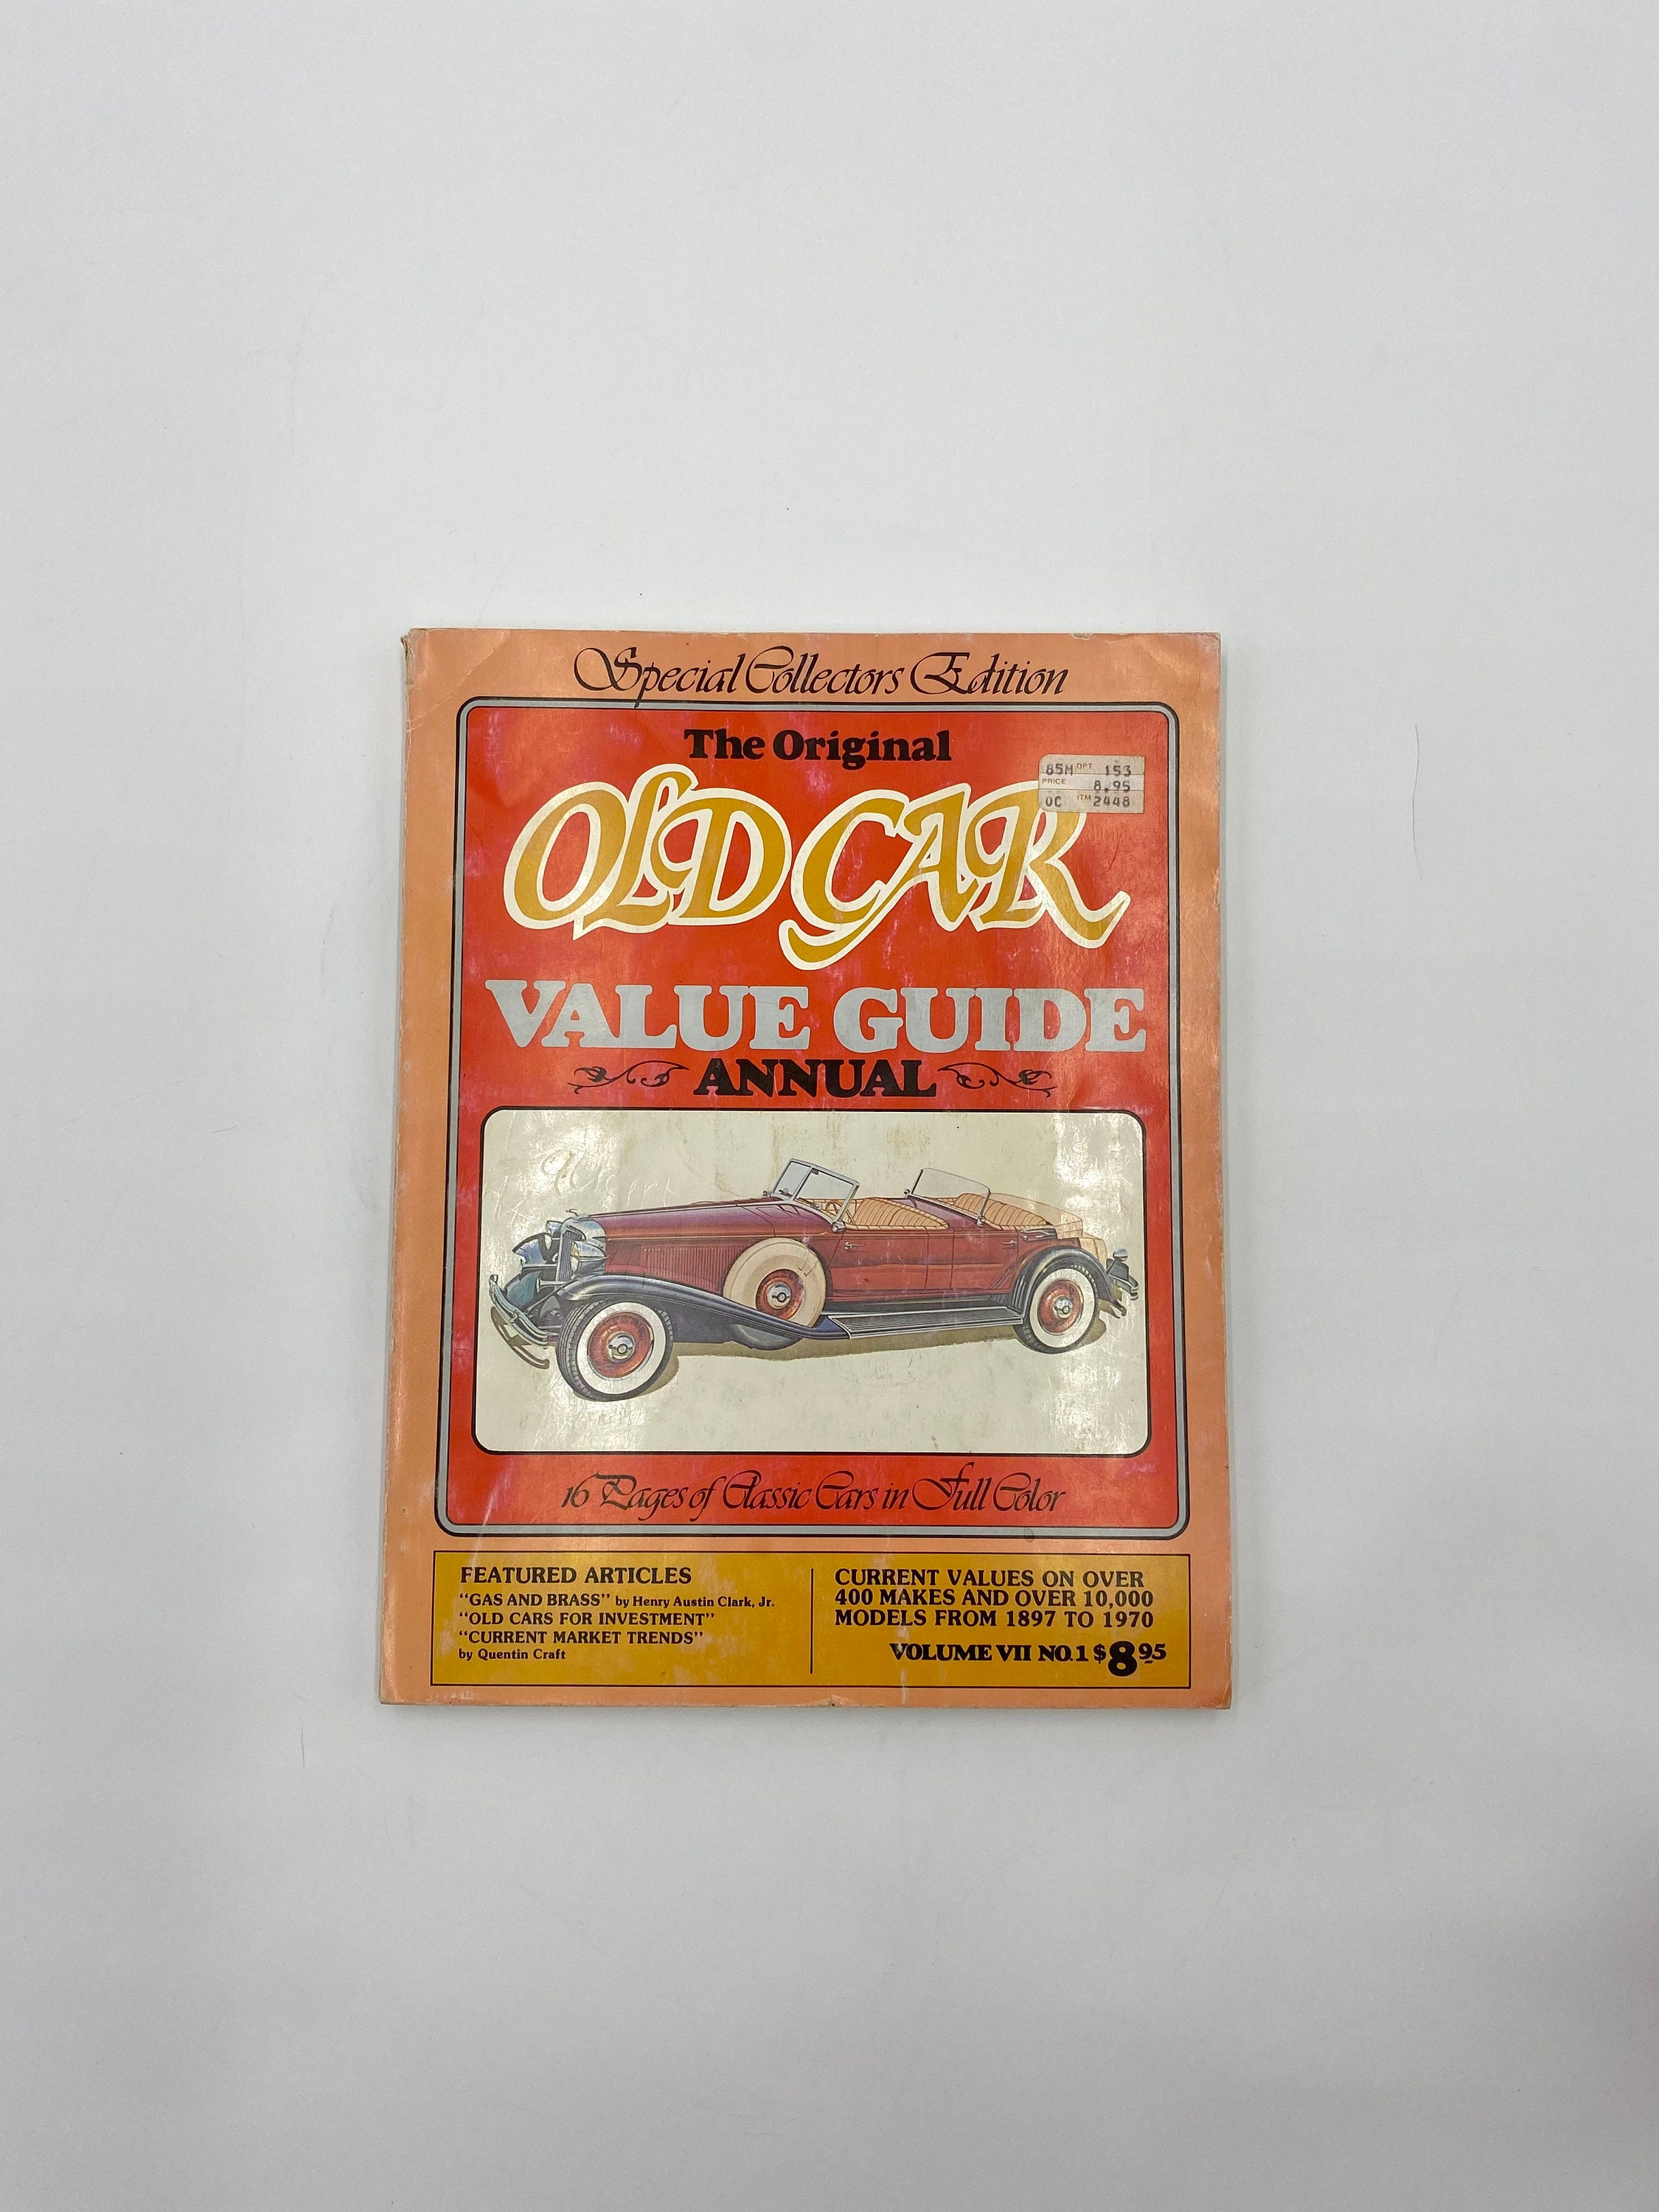 Special Collectors Edition
The Original
85M DPT 153
PRICE 8.95
OC ITM 2448
OLD CAR
VALUE GUIDE
ANNUAL
16 Pages of Classic Cars in Full Color
FEATURED ARTICLES
"GAS AND BRASS" by Henry Austin Clark, Jr.
"OLD CARS FOR INVESTMENT"
"CURRENT MARKET TRENDS"
by Quentin Craft
CURRENT VALUES ON OVER
400 MAKES AND OVER 10,000
MODELS FROM 1897 TO 1970
VOLUME VII NO. 1 $8.95